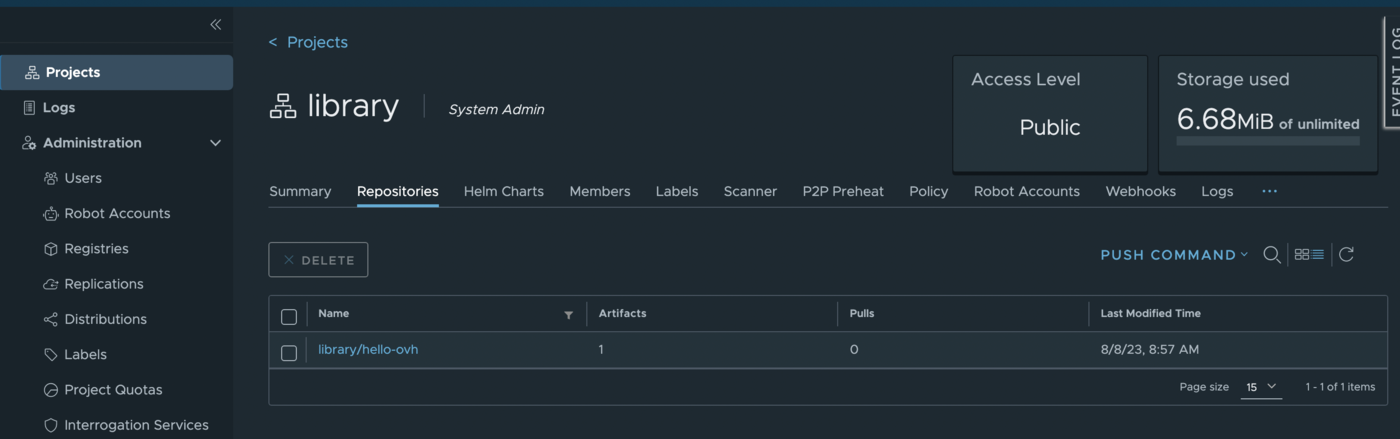 Projects
Logs
Administration
Users
Robot Accounts
Registries
Replications
Distributions
Labels
Project Quotas
Interrogation Services
< Projects
library
System Admin
Access Level
Public
Storage used
6.68MiB of unlimited
EVENT LOG
Summary Repositories Helm Charts Members Labels Scanner P2P Preheat Policy Robot Accounts Webhooks Logs ...
DELETE
PUSH COMMAND
Name Artifacts Pulls Last Modified Time
library/hello-ovh 1 0 8/8/23, 8:57 AM
Page size 15 1 - 1 of 1 items